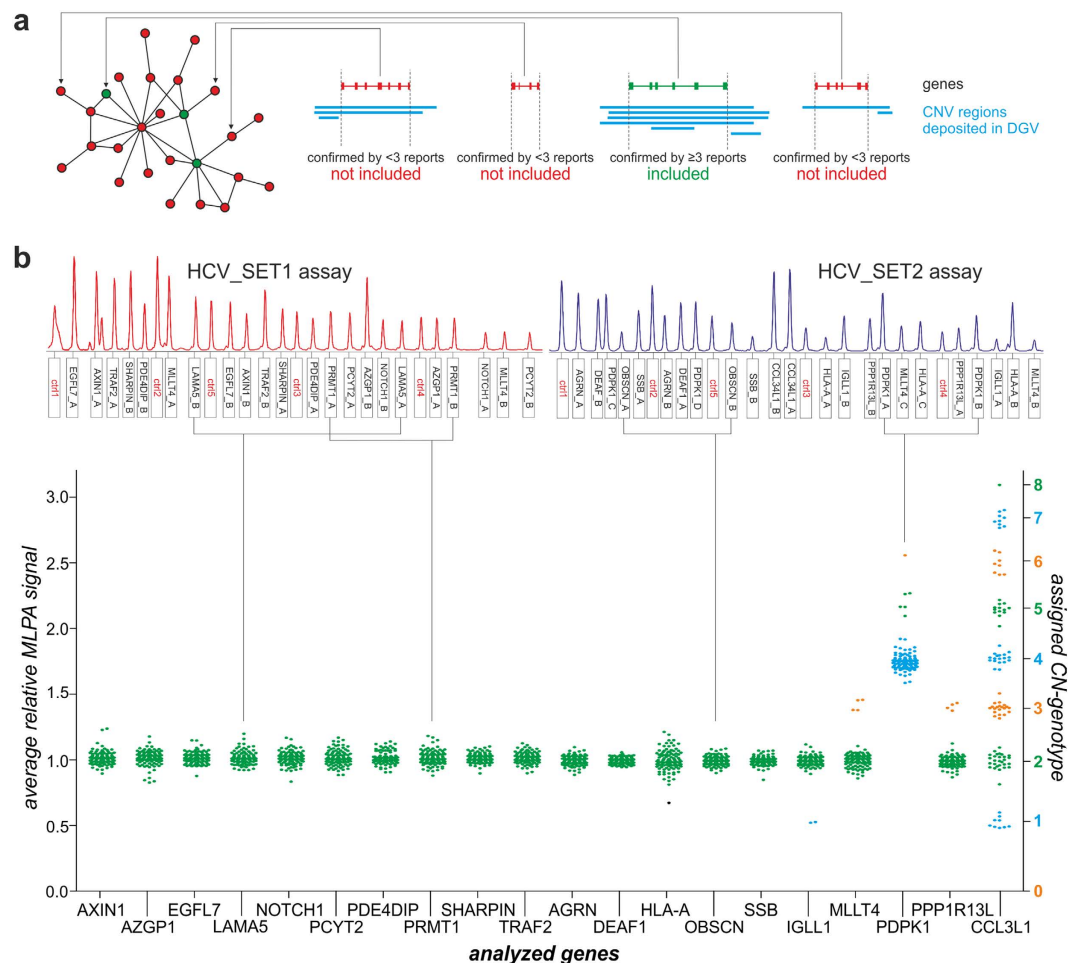 a
genes
CNV regions
deposited in DGV
confirmed by <3 reports
not included
confirmed by <3 reports
not included
confirmed by ≥3 reports
included
confirmed by <3 reports
not included
b
HCV_SET1 assay
HCV_SET2 assay
ctrl1
EGFL7_A
AXIN1_A
TRAF2_A
SHARPIN_B
PDE4DIP_B
ctrl2
MLLT4_A
LAMA5_B
ctrl5
EGFL7_B
AXIN1_B
TRAF2_B
SHARPIN_A
ctrl3
PDE4DIP_A
PRMT1_A
PCYT2_A
AZGP1_B
NOTCH1_B
LAMA5_A
ctrl4
AZGP1_A
PRMT1_B
NOTCH1_A
MLLT4_B
PCYT2_B
ctrl1
AGRN_A
DEAF_B
PDPK1_C
OBSCN_A
SSB_A
ctrl2
AGRN_B
DEAF1_A
PDPK1_D
ctrl5
OBSCN_B
SSB_B
CCL34L1_B
CCL34L1_A
ctrl3
HLA-A_A
IGLL1_B
PPP1R13L_B
PDPK1_A
MLLT4_C
HLA-A_C
ctrl4
PPP1R13L_A
PDPK1_B
IGLL1_A
HLA-A_B
MLLT4_B
average relative MLPA signal
3.0
2.5
2.0
1.5
1.0
0.5
0.0
assigned CN-genotype
8
7
6
5
4
3
2
1
0
AXIN1
AZGP1
EGFL7
LAMA5
NOTCH1
PCYT2
PDE4DIP
PRMT1
SHARPIN
TRAF2
AGRN
DEAF1
HLA-A
OBSCN
SSB
IGLL1
MLLT4
PDPK1
PPP1R13L
CCL3L1
analyzed genes